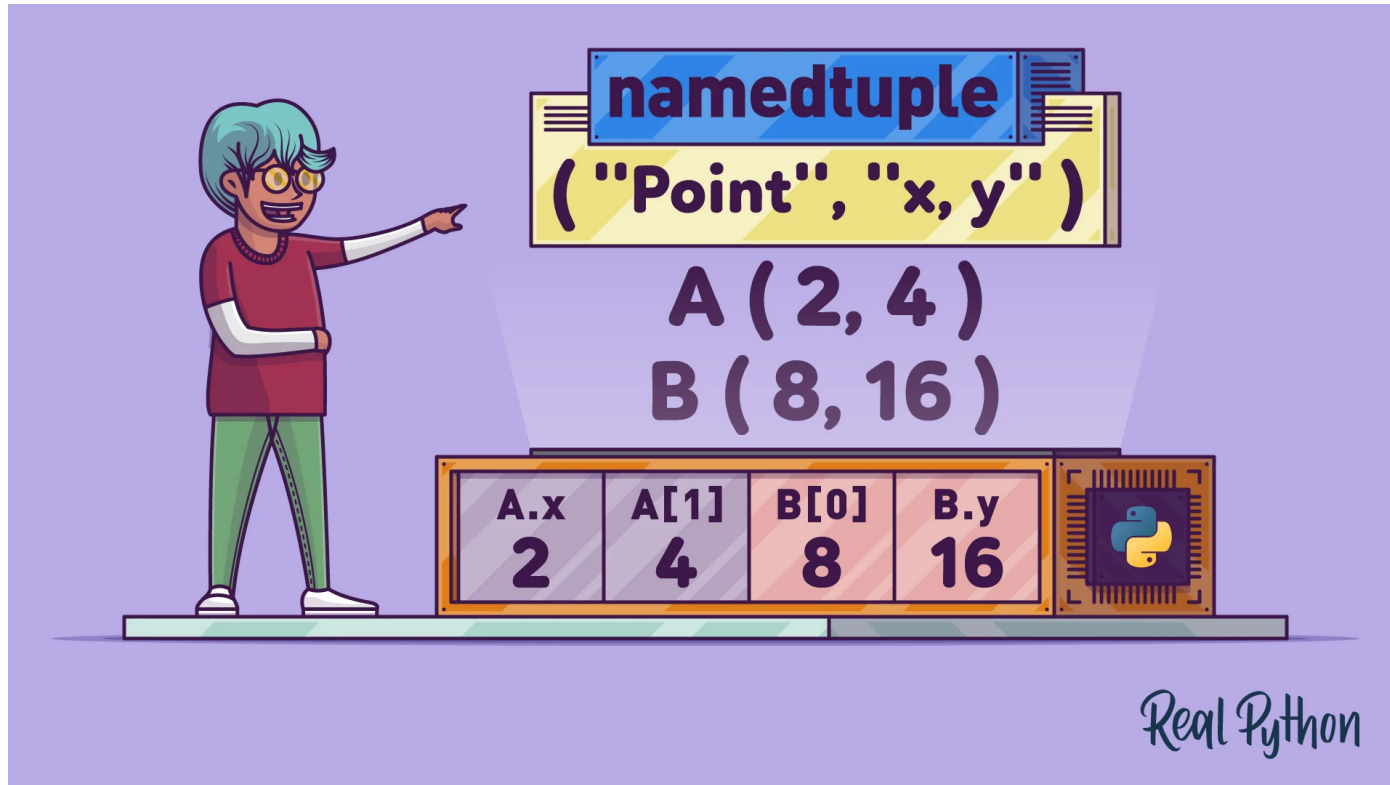 namedtuple
( "Point", "x, y" )
A ( 2, 4 )
B ( 8, 16 )
A.x A[1] B[0] B.y
2 4 8 16
Real Python